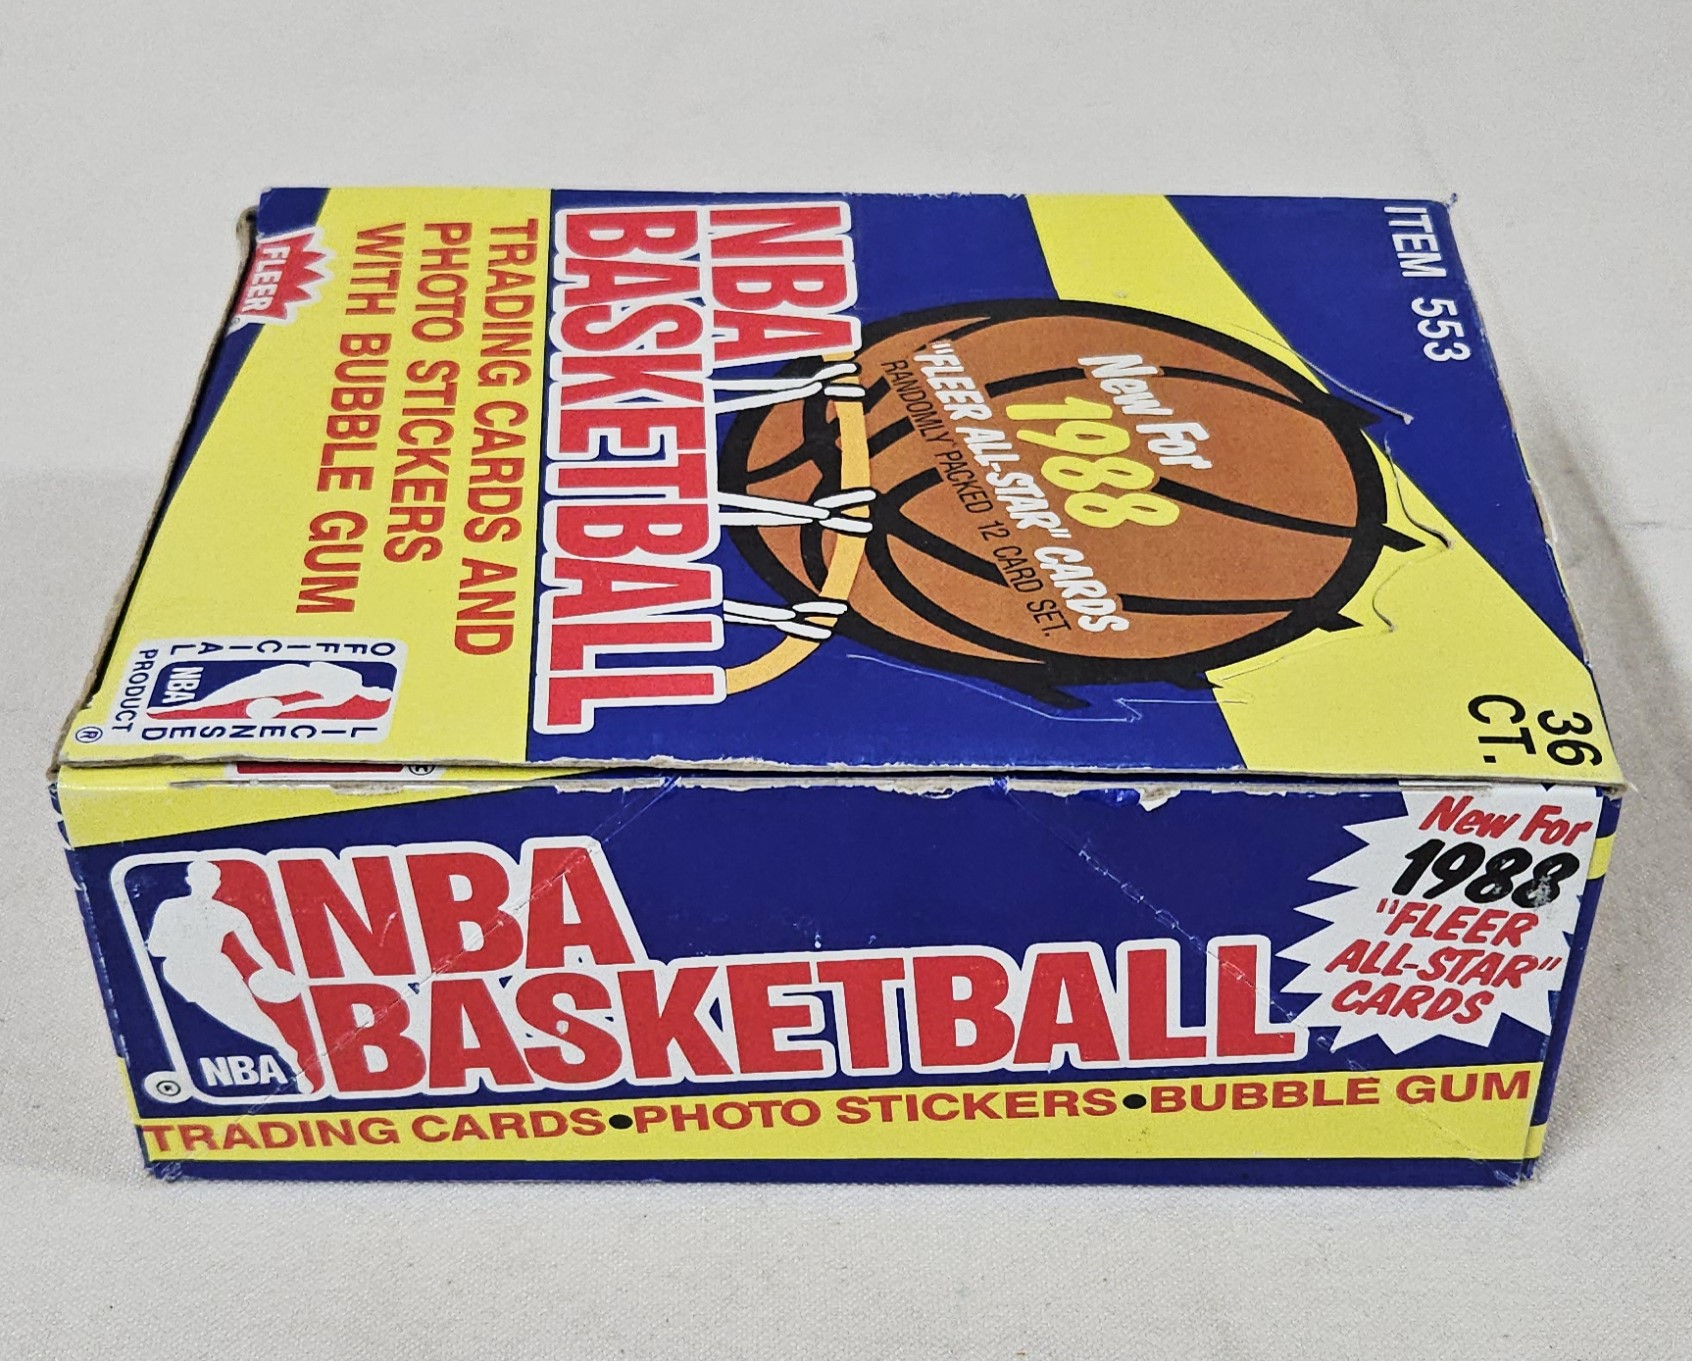 ITEM 553
36
CT.
New For
1988
"FLEER ALL-STAR" CARDS
RANDOMLY PACKED 12 CARD SET.
NBA
BASKETBALL
TRADING CARDS AND
PHOTO STICKERS
WITH BUBBLE GUM
FLEER
OFFICIAL
LICENSED
NBA
PRODUCT
®
®
New For
1988
"FLEER
ALL-STAR"
CARDS
NBA
BASKETBALL
© NBA
TRADING CARDS•PHOTO STICKERS•BUBBLE GUM